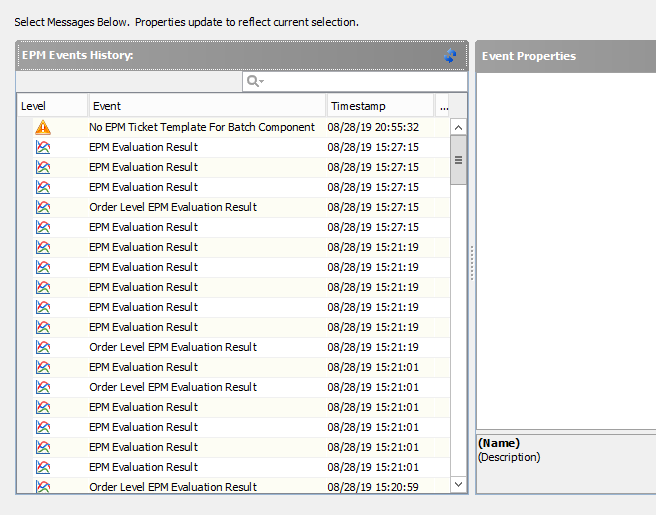 Select Messages Below.  Properties update to reflect current selection.
EPM Events History:
Event Properties
Level Event Timestamp ...
No EPM Ticket Template For Batch Component 08/28/19 20:55:32
EPM Evaluation Result 08/28/19 15:27:15
EPM Evaluation Result 08/28/19 15:27:15
EPM Evaluation Result 08/28/19 15:27:15
Order Level EPM Evaluation Result 08/28/19 15:27:15
EPM Evaluation Result 08/28/19 15:27:15
EPM Evaluation Result 08/28/19 15:21:19
EPM Evaluation Result 08/28/19 15:21:19
EPM Evaluation Result 08/28/19 15:21:19
EPM Evaluation Result 08/28/19 15:21:19
EPM Evaluation Result 08/28/19 15:21:19
Order Level EPM Evaluation Result 08/28/19 15:21:19
EPM Evaluation Result 08/28/19 15:21:01
Order Level EPM Evaluation Result 08/28/19 15:21:01
EPM Evaluation Result 08/28/19 15:21:01
EPM Evaluation Result 08/28/19 15:21:01
EPM Evaluation Result 08/28/19 15:21:01
EPM Evaluation Result 08/28/19 15:21:01
Order Level EPM Evaluation Result 08/28/19 15:20:59
(Name)
(Description)